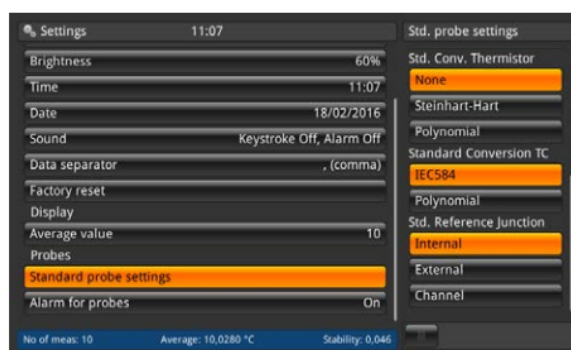 Settings 11:07
Brightness 60%
Time 11:07
Date 18/02/2016
Sound Keystroke Off, Alarm Off
Data separator , (comma)
Factory reset
Display
Average value 10
Probes
Standard probe settings
Alarm for probes On
No of meas: 10 Average: 10,0280 °C Stability: 0,046
Std. probe settings
Std. Conv. Thermistor
None
Steinhart-Hart
Polynomial
Standard Conversion TC
IEC584
Polynomial
Std. Reference Junction
Internal
External
Channel